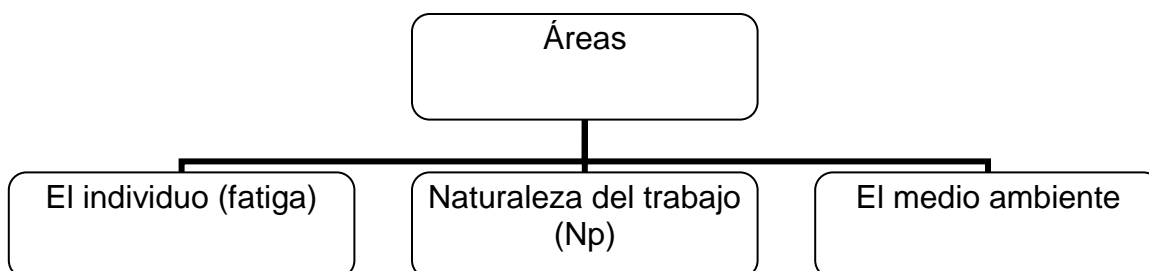 Áreas
El individuo (fatiga)
Naturaleza del trabajo
(Np)
El medio ambiente